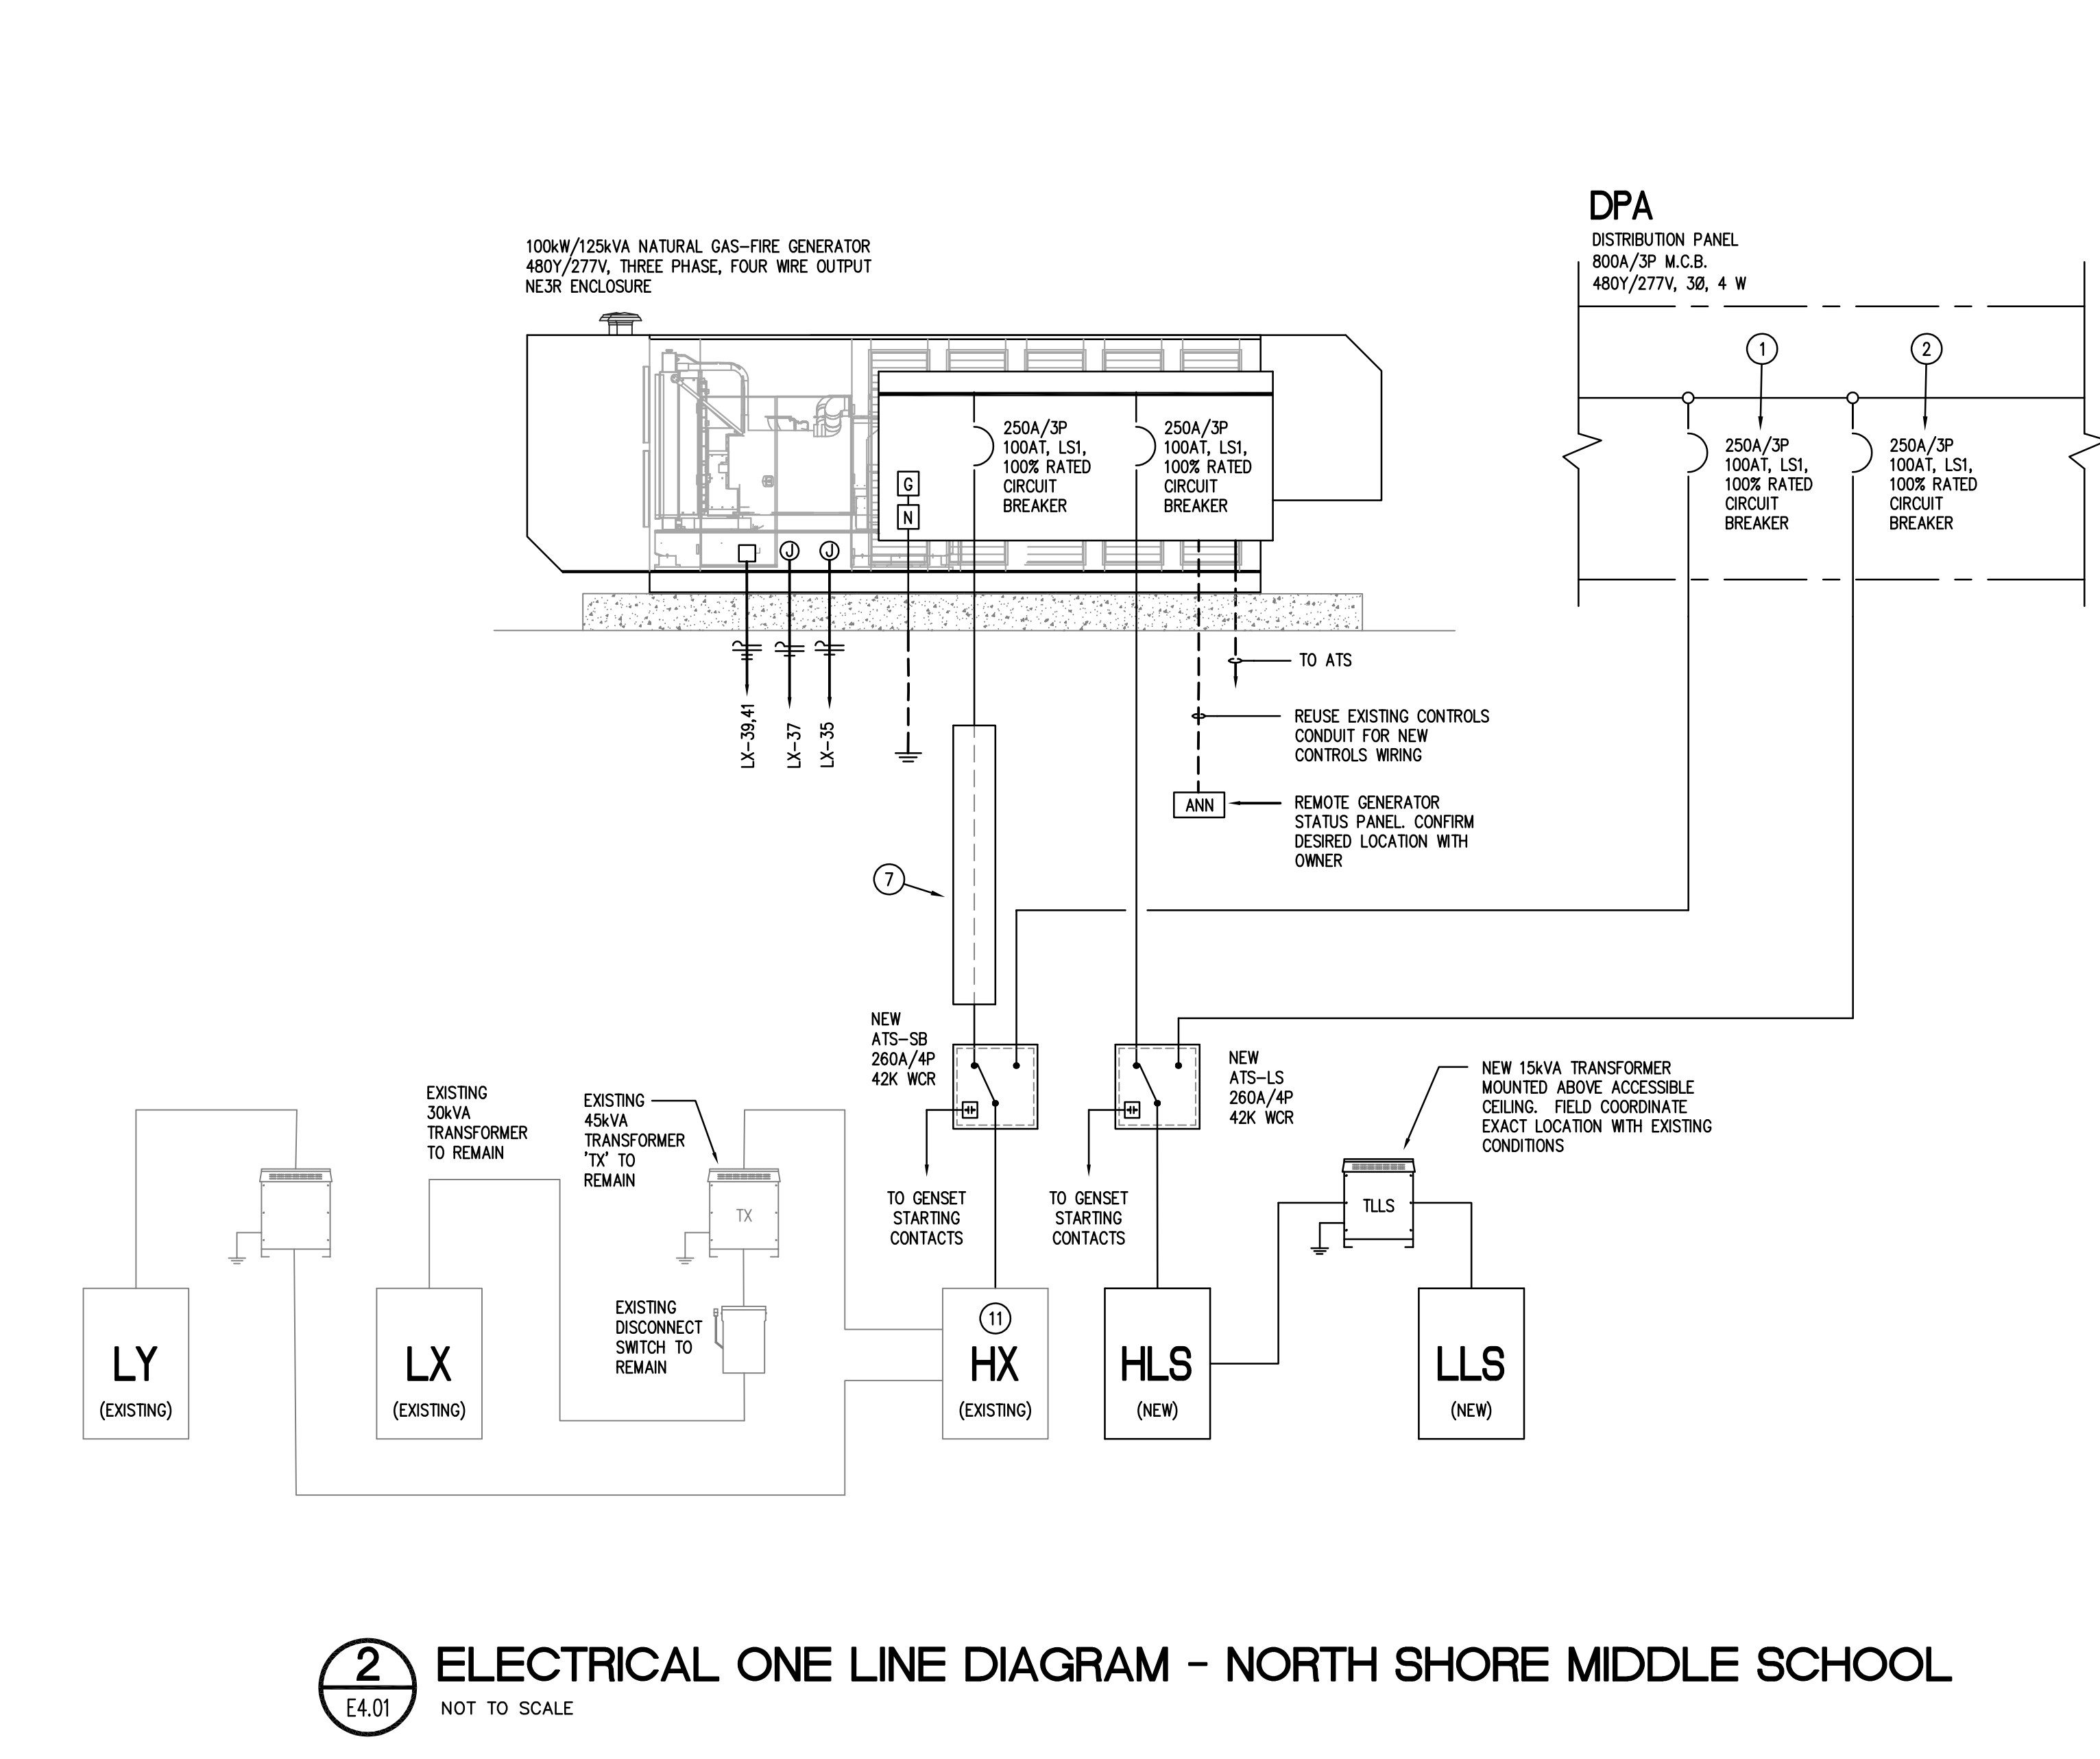 DPA
DISTRIBUTION PANEL
800A/3P M.C.B.
480Y/277V, 3Ø, 4 W
100kW/125kVA NATURAL GAS-FIRE GENERATOR
480Y/277V, THREE PHASE, FOUR WIRE OUTPUT
NE3R ENCLOSURE
1
2
250A/3P
100AT, LS1,
100% RATED
CIRCUIT
BREAKER
250A/3P
100AT, LS1,
100% RATED
CIRCUIT
BREAKER
250A/3P
100AT, LS1,
100% RATED
CIRCUIT
BREAKER
250A/3P
100AT, LS1,
100% RATED
CIRCUIT
BREAKER
G
N
J
J
LX-39,41
LX-37
LX-35
TO ATS
REUSE EXISTING CONTROLS
CONDUIT FOR NEW
CONTROLS WIRING
ANN
REMOTE GENERATOR
STATUS PANEL. CONFIRM
DESIRED LOCATION WITH
OWNER
7
NEW
ATS-SB
260A/4P
42K WCR
NEW
ATS-LS
260A/4P
42K WCR
NEW 15kVA TRANSFORMER
MOUNTED ABOVE ACCESSIBLE
CEILING. FIELD COORDINATE
EXACT LOCATION WITH EXISTING
CONDITIONS
EXISTING
30kVA
TRANSFORMER
TO REMAIN
EXISTING
45kVA
TRANSFORMER
'TX' TO
REMAIN
TX
TO GENSET
STARTING
CONTACTS
TO GENSET
STARTING
CONTACTS
TLLS
EXISTING
DISCONNECT
SWITCH TO
REMAIN
11
LY
(EXISTING)
LX
(EXISTING)
HX
(EXISTING)
HLS
(NEW)
LLS
(NEW)
2
E4.01
ELECTRICAL ONE LINE DIAGRAM - NORTH SHORE MIDDLE SCHOOL
NOT TO SCALE